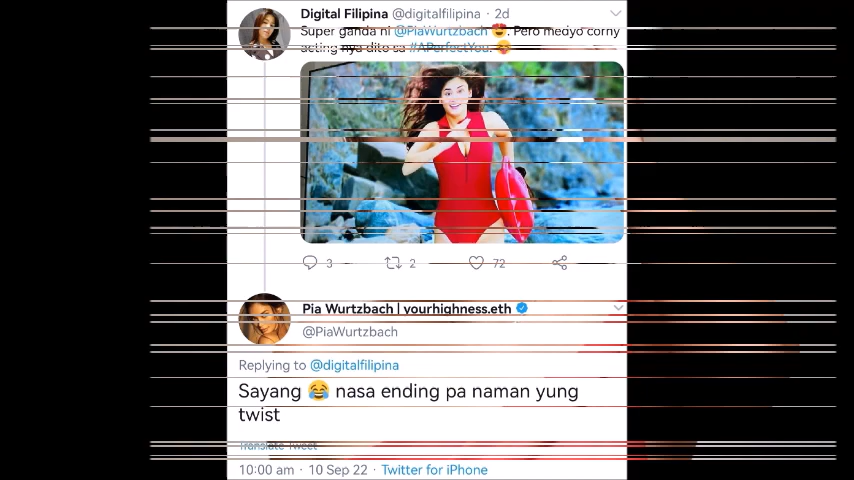 Digital Filipina @digitalfilipina · 2d
Super ganda ni @PiaWurtzbach 😍. Pero medyo corny
acting nya dito sa #APerfectYou. 😊
3 2 72
Pia Wurtzbach | yourhighness.eth
@PiaWurtzbach
Replying to @digitalfilipina
Sayang 😂 nasa ending pa naman yung
twist
Translate Tweet
10:00 am · 10 Sep 22 · Twitter for iPhone